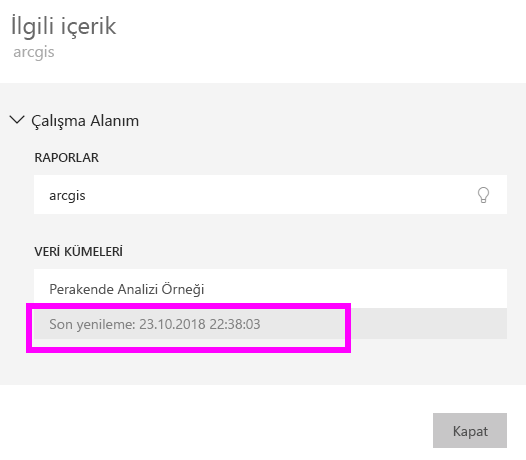 İlgili içerik
arcgis
Çalışma Alanım
RAPORLAR
arcgis
VERİ KÜMELERİ
Perakende Analizi Örneği
Son yenileme: 23.10.2018 22:38:03
Kapat